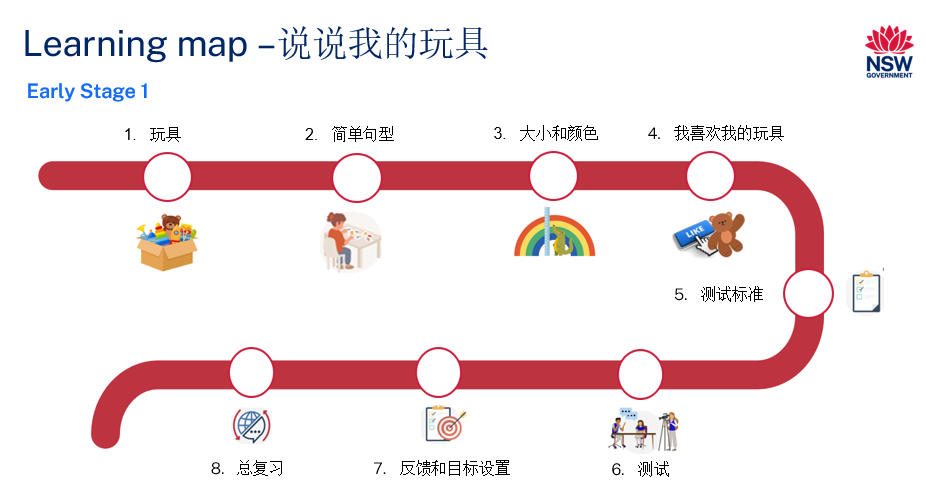 Learning map –说说我的玩具
NSW
GOVERNMENT
Early Stage 1
1. 玩具
2. 简单句型
3. 大小和颜色
4. 我喜欢我的玩具
LIKE
5. 测试标准
8. 总复习
7. 反馈和目标设置
6. 测试